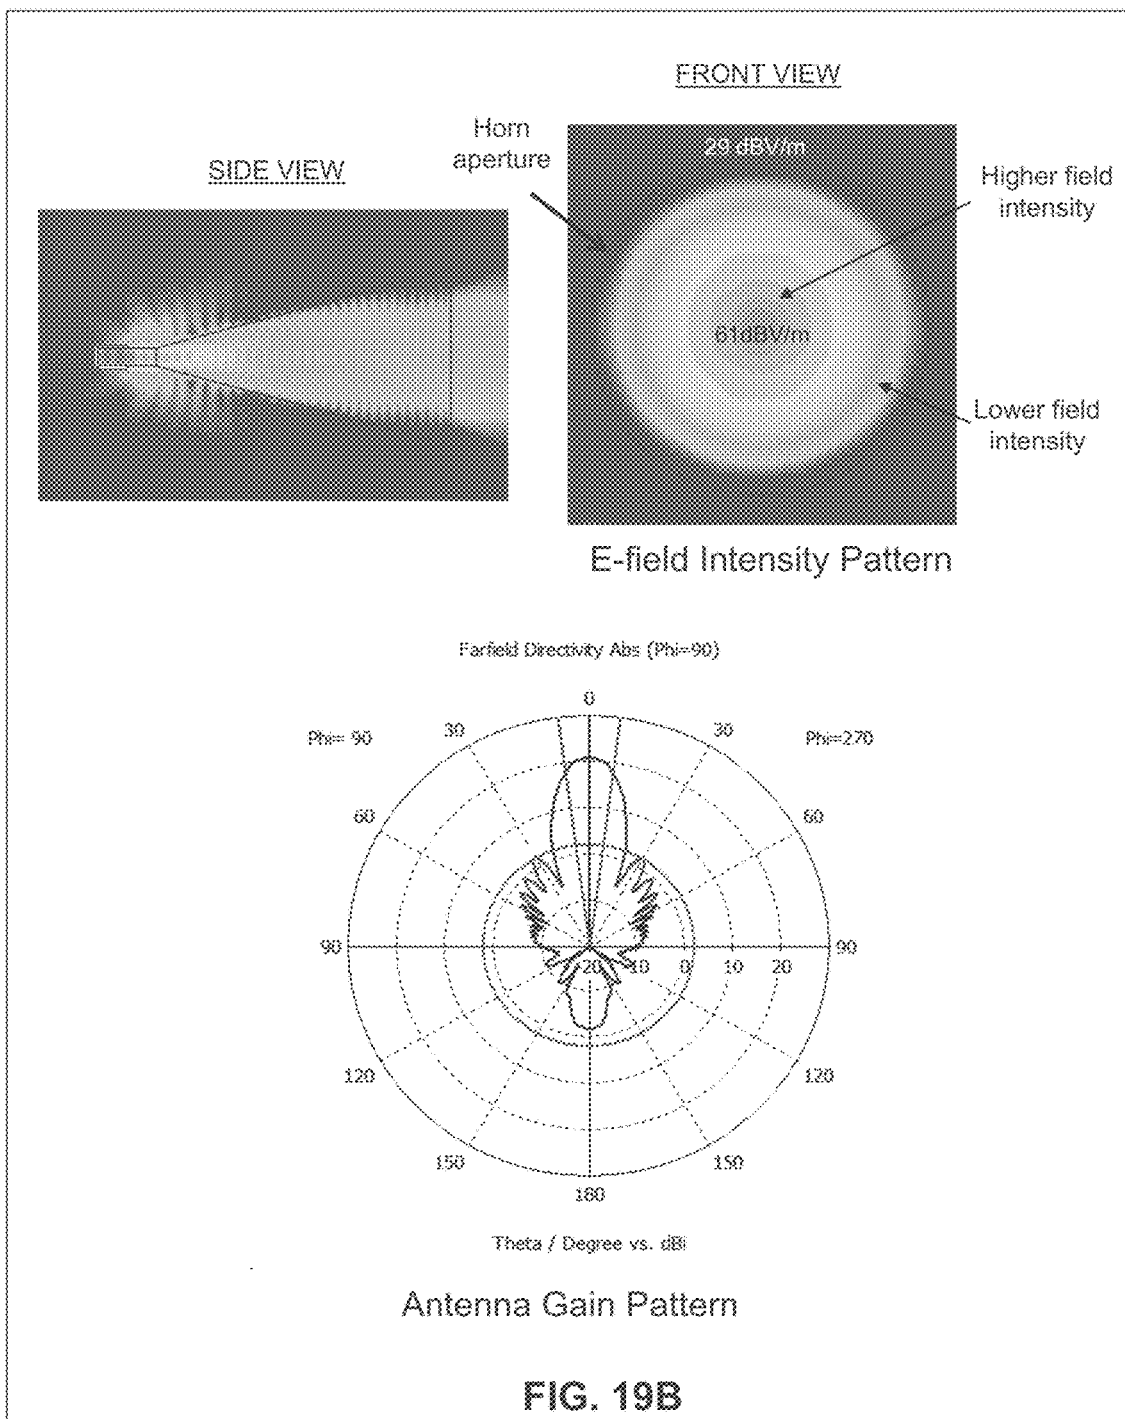 FRONT VIEW
Horn
aperture
29 dBV/m
SIDE VIEW
Higher field
intensity
61dBV/m
Lower field
intensity
E-field Intensity Pattern
Farfield Directivity Abs (Phi=90)
0
30
30
Phi= 90
Phi=270
60
60
90
-20
-10
0
10
20
90
120
120
150
150
180
Theta / Degree vs. dBi
Antenna Gain Pattern
FIG. 19B